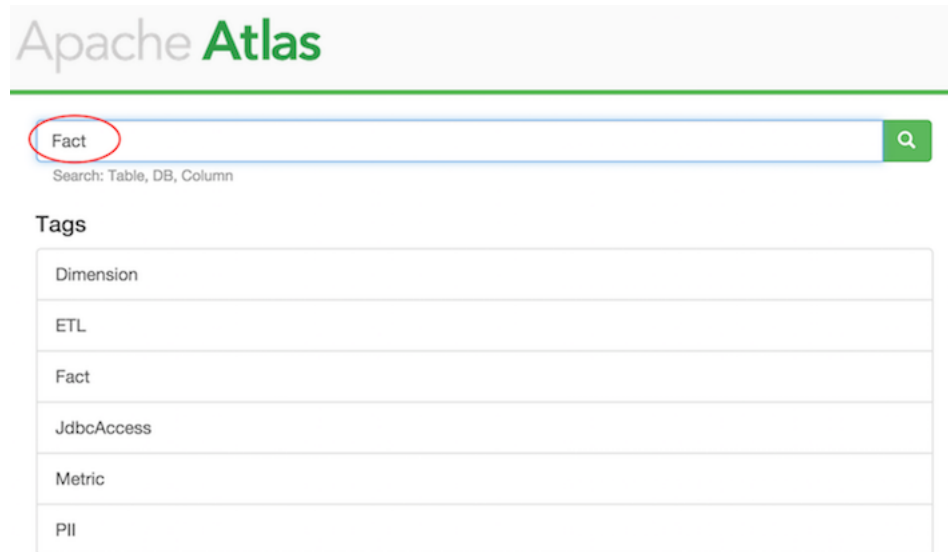 Apache Atlas
Fact
Search: Table, DB, Column
Tags
Dimension
ETL
Fact
JdbcAccess
Metric
PII